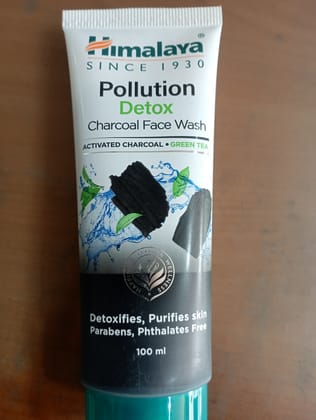 Himalaya®
SINCE 1930
Pollution
Detox
Charcoal Face Wash
ACTIVATED CHARCOAL • GREEN TEA
Detoxifies, Purifies skin
Parabens, Phthalates Free
100 ml